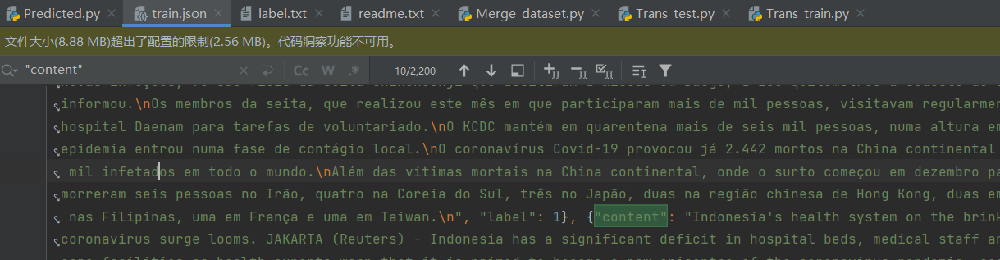 Predicted.py train.json label.txt readme.txt Merge_dataset.py Trans_test.py Trans_train.py
文件大小(8.88 MB)超出了配置的限制(2.56 MB)。代码洞察功能不可用。
"content" Cc W .* 10/2,200
informou.\nOs membros da seita, que realizou este mês em que participaram mais de mil pessoas, visitavam
hospital Daenam para tarefas de voluntariado.\nO KCDC mantém em quarentena mais de seis mil pessoas, numa altura em
epidemia entrou numa fase de contágio local.\nO coronavírus Covid-19 provocou já 2.442 mortos na China continental
mil infetados em todo o mundo.\nAlém das vítimas mortais na China continental, onde o surto começou em dezembro
morreram seis pessoas no Irão, quatro na Coreia do Sul, três no Japão, duas na região chinesa de Hong Kong, duas
nas Filipinas, uma em França e uma em Taiwan.\n", "label": 1}, {"content": "Indonesia's health system on the
coronavirus surge looms. JAKARTA (Reuters) - Indonesia has a significant deficit in hospital beds, medical staff